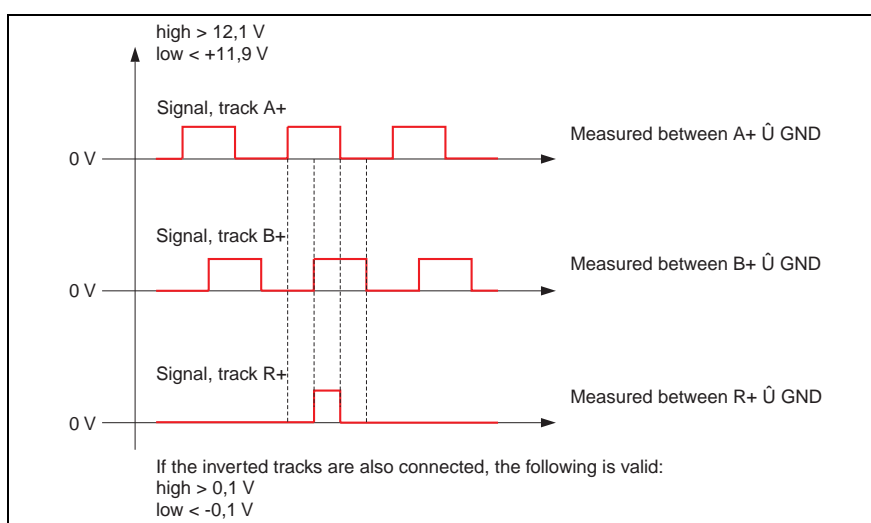 high > 12,1 V
low < +11,9 V
Signal, track A+
Measured between A+ Û GND
0 V
Signal, track B+
Measured between B+ Û GND
0 V
Signal, track R+
Measured between R+ Û GND
0 V
If the inverted tracks are also connected, the following is valid:
high > 0,1 V
low < -0,1 V